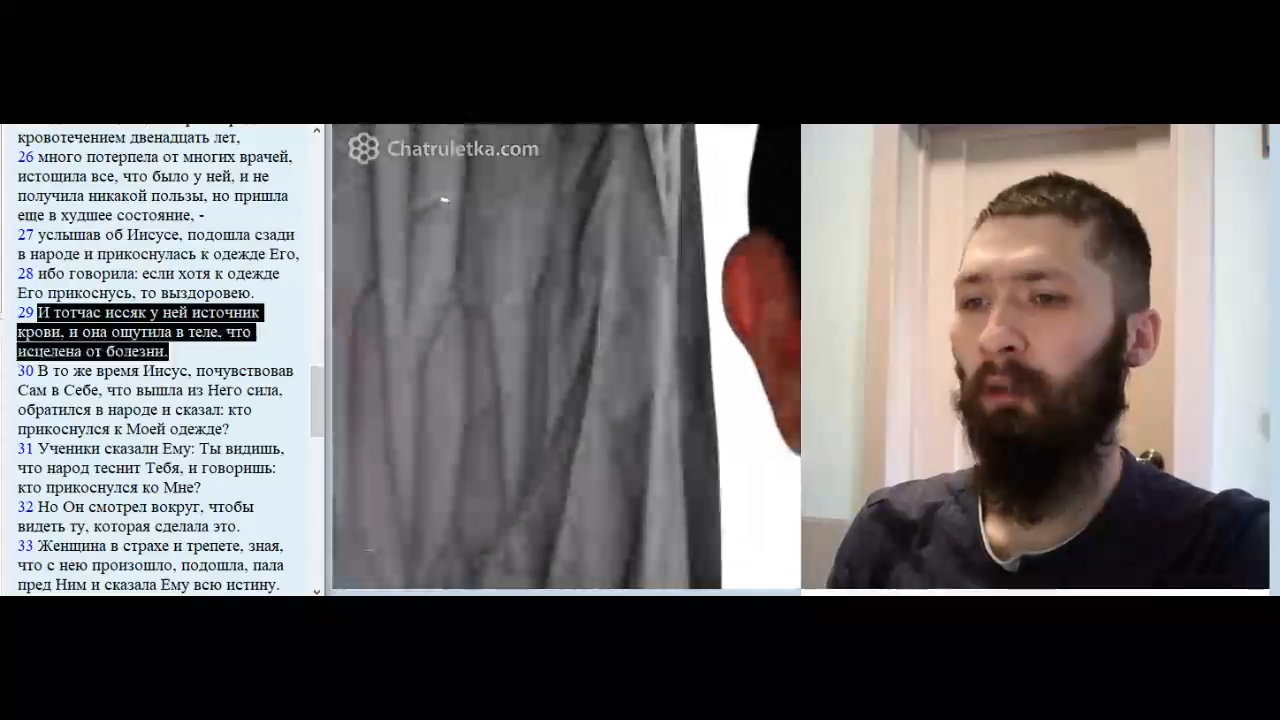 кровотечением двенадцать лет,
26 много потерпела от многих врачей,
истощила все, что было у ней, и не
получила никакой пользы, но пришла
еще в худшее состояние, -
27 услышав об Иисусе, подошла сзади
в народе и прикоснулась к одежде Его,
28 ибо говорила: если хотя к одежде
Его прикоснусь, то выздоровею.
29 И тотчас иссяк у ней источник
крови, и она ощутила в теле, что
исцелена от болезни.
30 В то же время Иисус, почувствовав
Сам в Себе, что вышла из Него сила,
обратился в народе и сказал: кто
прикоснулся к Моей одежде?
31 Ученики сказали Ему: Ты видишь,
что народ теснит Тебя, и говоришь:
кто прикоснулся ко Мне?
32 Но Он смотрел вокруг, чтобы
видеть ту, которая сделала это.
33 Женщина в страхе и трепете, зная,
что с нею произошло, подошла, пала
пред Ним и сказала Ему всю истину.
Chatruletka.com